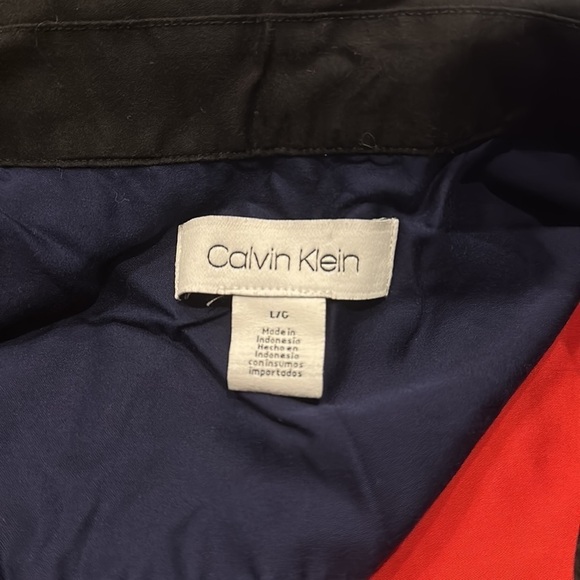 Calvin Klein
L/G
Made in
Indonesia
Hecho en
Indonesia
con insumos
importados